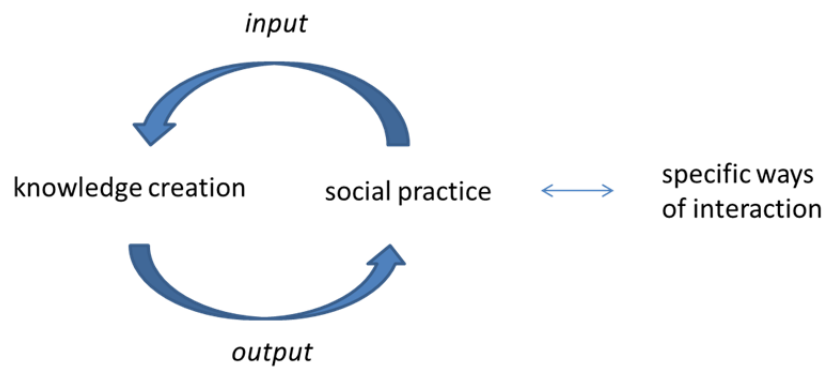 input
knowledge creation
social practice
specific ways
of interaction
output